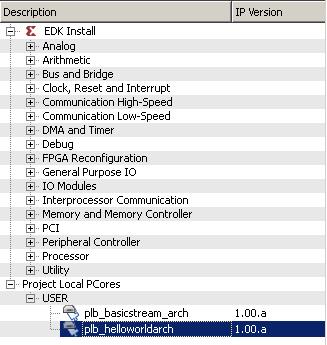 Description IP Version
EDK Install
Analog
Arithmetic
Bus and Bridge
Clock, Reset and Interrupt
Communication High-Speed
Communication Low-Speed
DMA and Timer
Debug
FPGA Reconfiguration
General Purpose IO
IO Modules
Interprocessor Communication
Memory and Memory Controller
PCI
Peripheral Controller
Processor
Utility
Project Local PCores
USER
plb_basicstream_arch 1.00.a
plb_helloworldarch 1.00.a